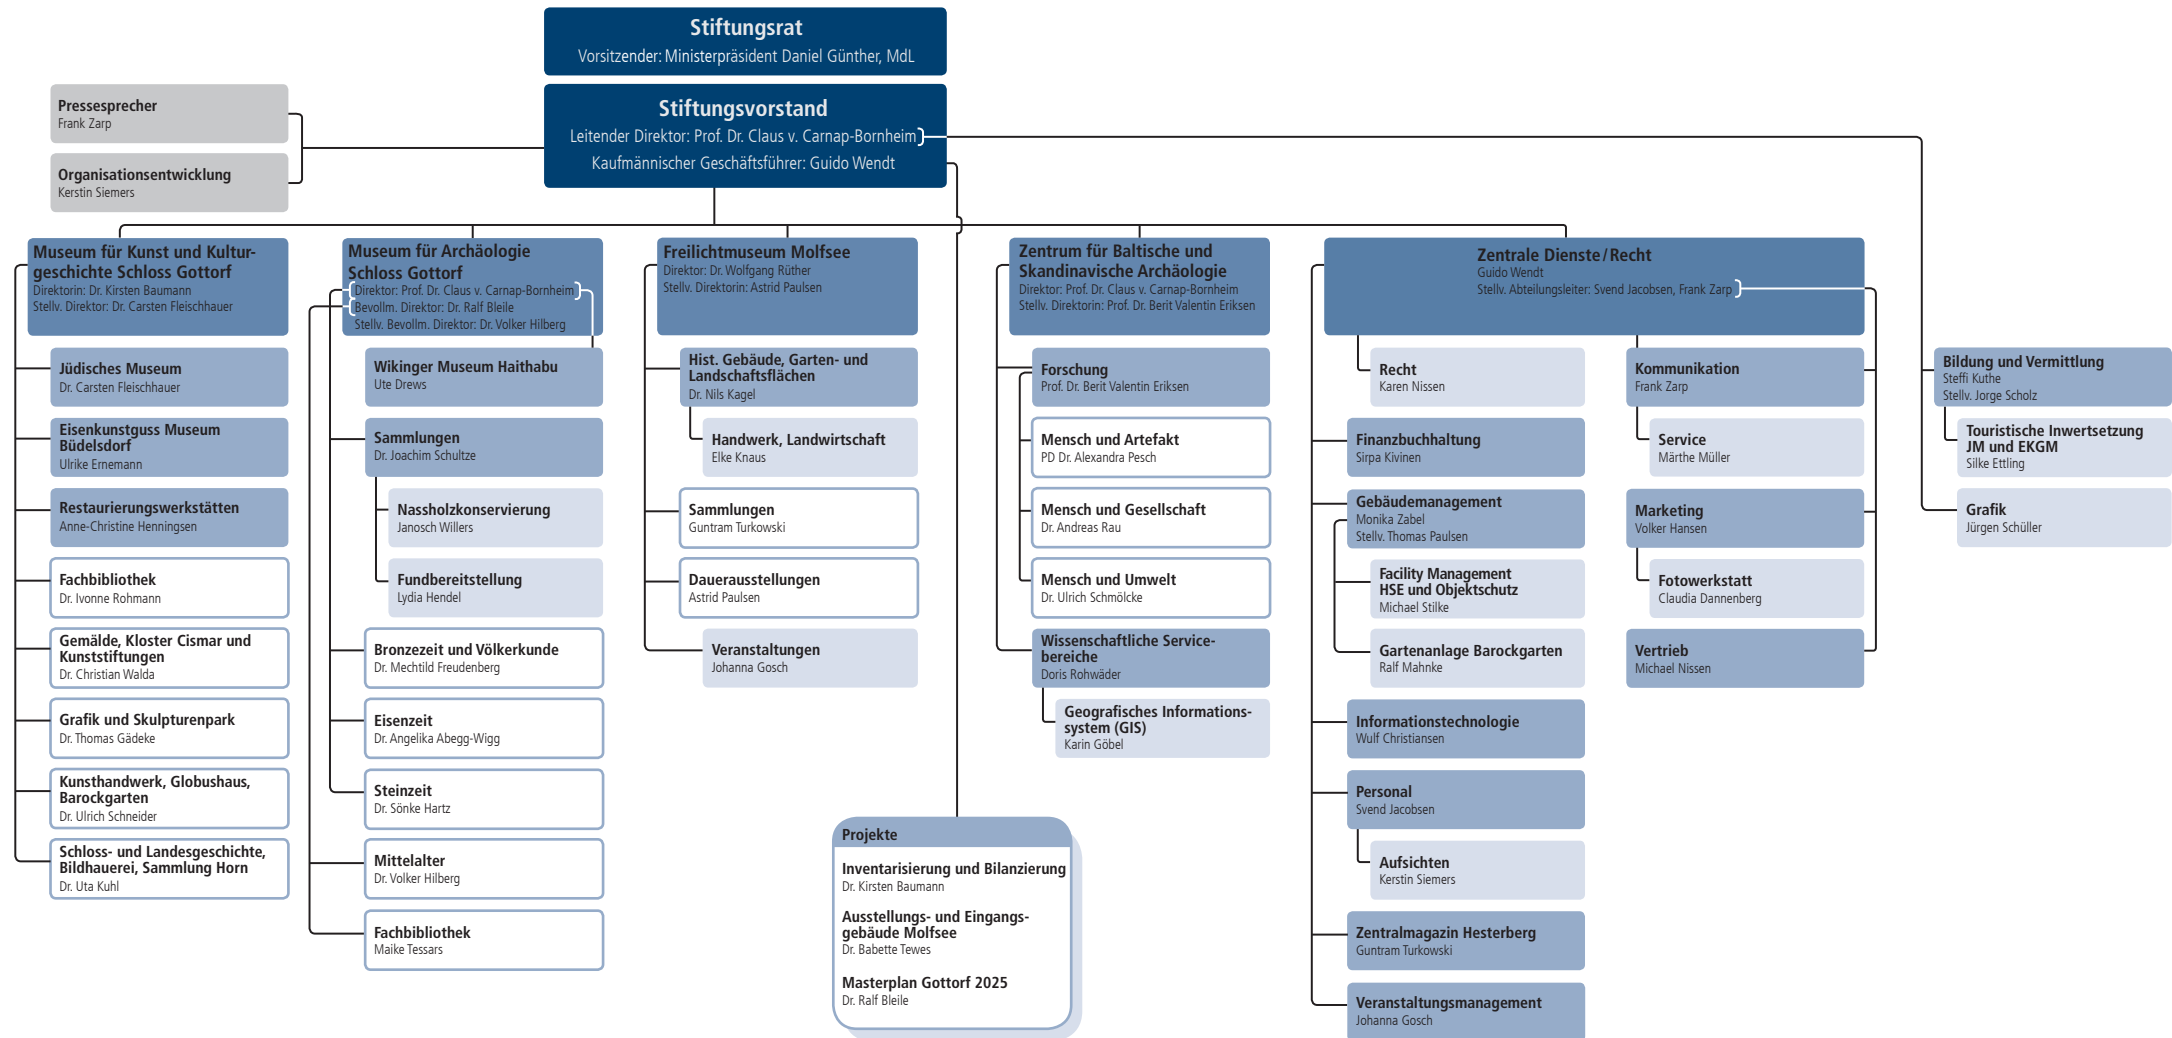 Stiftungsrat
Vorsitzender: Ministerpräsident Daniel Günther, MdL
Stiftungsvorstand
Leitender Direktor: Prof. Dr. Claus v. Carnap-Bornheim
Kaufmännischer Geschäftsführer: Guido Wendt
Pressesprecher
Frank Zarp
Organisationsentwicklung
Kerstin Siemers
Museum für Kunst und Kultur-
geschichte Schloss Gottorf
Direktorin: Dr. Kirsten Baumann
Stellv. Direktor: Dr. Carsten Fleischhauer
Jüdisches Museum
Dr. Carsten Fleischhauer
Eisenkunstguss Museum
Büdelsdorf
Ulrike Ernemann
Restaurierungswerkstätten
Anne-Christine Henningsen
Fachbibliothek
Dr. Ivonne Rohmann
Gemälde, Kloster Cismar und
Kunststiftungen
Dr. Christian Walda
Grafik und Skulpturenpark
Dr. Thomas Gädeke
Kunsthandwerk, Globushaus,
Barockgarten
Dr. Ulrich Schneider
Schloss- und Landesgeschichte,
Bildhauerei, Sammlung Horn
Dr. Uta Kuhl
Museum für Archäologie
Schloss Gottorf
Direktor: Prof. Dr. Claus v. Carnap-Bornheim
Bevollm. Direktor: Dr. Ralf Bleile
Stellv. Bevollm. Direktor: Dr. Volker Hilberg
Wikinger Museum Haithabu
Ute Drews
Sammlungen
Dr. Joachim Schultze
Nassholzkonservierung
Janosch Willers
Fundbereitstellung
Lydia Hendel
Bronzezeit und Völkerkunde
Dr. Mechtild Freudenberg
Eisenzeit
Dr. Angelika Abegg-Wigg
Steinzeit
Dr. Sönke Hartz
Mittelalter
Dr. Volker Hilberg
Fachbibliothek
Maike Tessars
Freilichtmuseum Molfsee
Direktor: Dr. Wolfgang Rüther
Stellv. Direktorin: Astrid Paulsen
Hist. Gebäude, Garten- und
Landschaftsflächen
Dr. Nils Kagel
Handwerk, Landwirtschaft
Elke Knaus
Sammlungen
Guntram Turkowski
Dauerausstellungen
Astrid Paulsen
Veranstaltungen
Johanna Gosch
Projekte
Inventarisierung und Bilanzierung
Dr. Kirsten Baumann
Ausstellungs- und Eingangs-
gebäude Molfsee
Dr. Babette Tewes
Masterplan Gottorf 2025
Dr. Ralf Bleile
Zentrum für Baltische und
Skandinavische Archäologie
Direktor: Prof. Dr. Claus v. Carnap-Bornheim
Stellv. Direktorin: Prof. Dr. Berit Valentin Eriksen
Forschung
Prof. Dr. Berit Valentin Eriksen
Mensch und Artefakt
PD Dr. Alexandra Pesch
Mensch und Gesellschaft
Dr. Andreas Rau
Mensch und Umwelt
Dr. Ulrich Schmölcke
Wissenschaftliche Service-
bereiche
Doris Rohwäder
Geografisches Informations-
system (GIS)
Karin Göbel
Zentrale Dienste/Recht
Guido Wendt
Stellv. Abteilungsleiter: Svend Jacobsen, Frank Zarp
Recht
Karen Nissen
Finanzbuchhaltung
Sirpa Kivinen
Gebäudemanagement
Monika Zabel
Stellv. Thomas Paulsen
Facility Management
HSE und Objektschutz
Michael Stilke
Gartenanlage Barockgarten
Ralf Mahnke
Informationstechnologie
Wulf Christiansen
Personal
Svend Jacobsen
Aufsichten
Kerstin Siemers
Zentralmagazin Hesterberg
Guntram Turkowski
Veranstaltungsmanagement
Johanna Gosch
Kommunikation
Frank Zarp
Service
Märthe Müller
Marketing
Volker Hansen
Fotowerkstatt
Claudia Dannenberg
Vertrieb
Michael Nissen
Bildung und Vermittlung
Steffi Kuthe
Stellv. Jorge Scholz
Touristische Inwertsetzung
JM und EKGM
Silke Ettling
Grafik
Jürgen Schüller